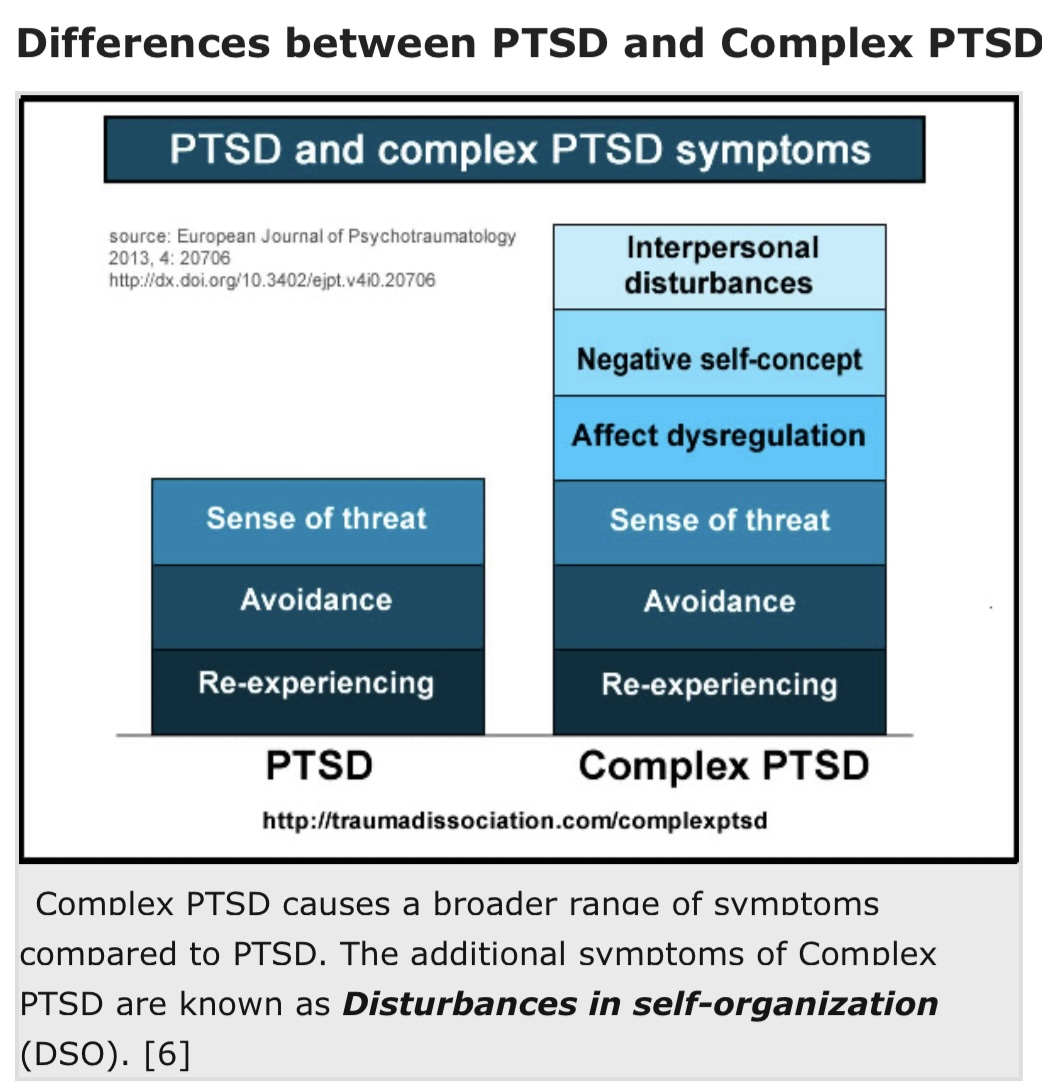 Differences between PTSD and Complex PTSD
PTSD and complex PTSD symptoms
source: European Journal of Psychotraumatology
2013, 4: 20706
http://dx.doi.org/10.3402/ejpt.v4i0.20706
Interpersonal
disturbances
Negative self-concept
Affect dysregulation
Sense of threat
Avoidance
Re-experiencing
Sense of threat
Avoidance
Re-experiencing
PTSD
Complex PTSD
http://traumadissociation.com/complexptsd
Complex PTSD causes a broader range of symptoms
compared to PTSD. The additional symptoms of Complex
PTSD are known as Disturbances in self-organization
(DSO). [6]